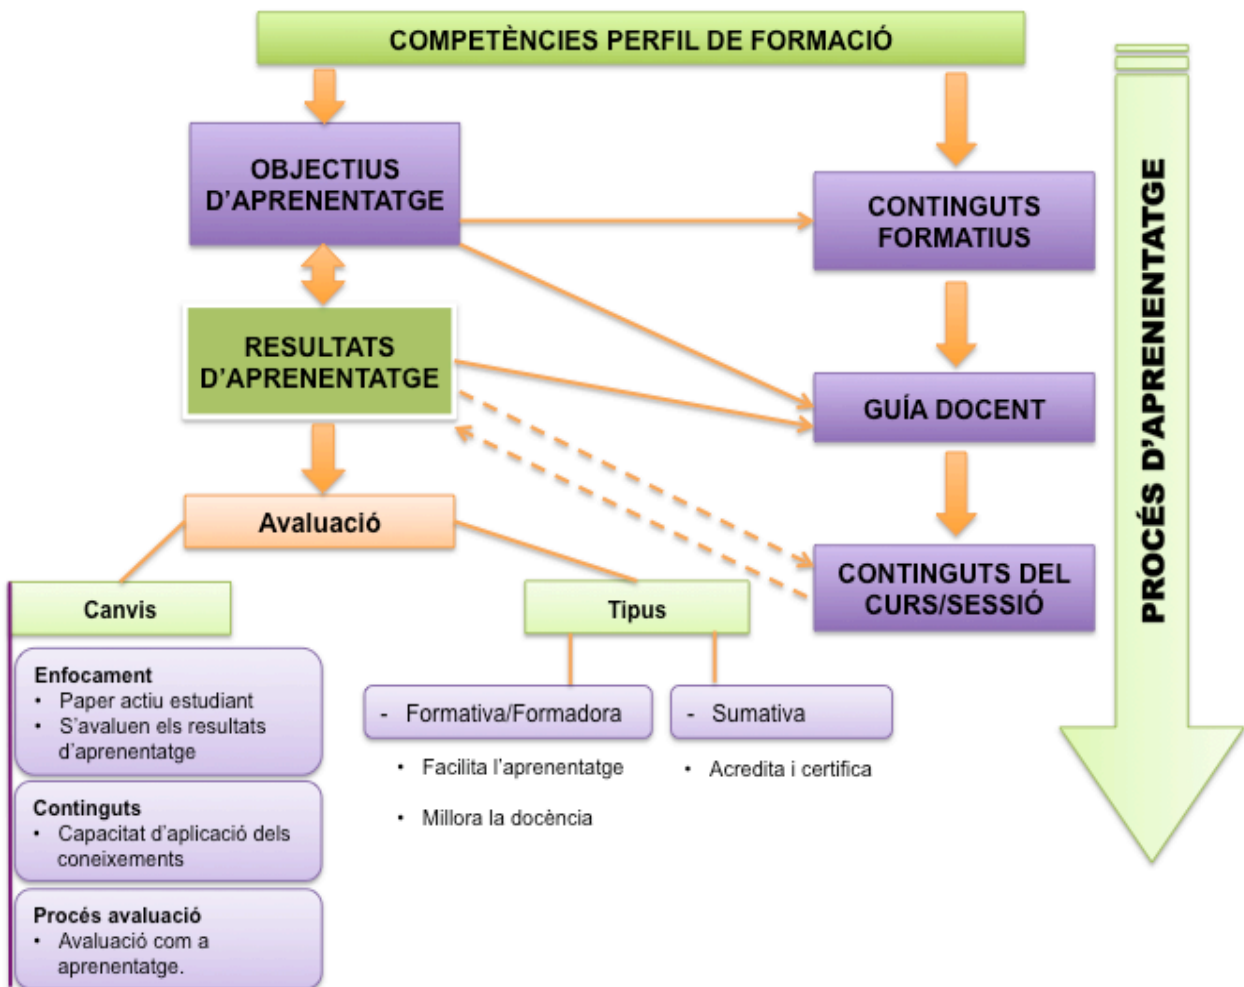 COMPETÈNCIES PERFIL DE FORMACIÓ
OBJECTIUS
D'APRENENTATGE
CONTINGUTS
FORMATIUS
RESULTATS
D'APRENENTATGE
GUÍA DOCENT
Avaluació
CONTINGUTS DEL
CURS/SESSIÓ
PROCÉS D'APRENENTATGE
Canvis
Enfocament
• Paper actiu estudiant
• S'avaluen els resultats
d'aprenentatge
Continguts
• Capacitat d'aplicació dels
coneixements
Procés avaluació
• Avaluació com a
aprenentatge.
Tipus
- Formativa/Formadora
• Facilita l'aprenentatge
• Millora la docència
- Sumativa
• Acredita i certifica